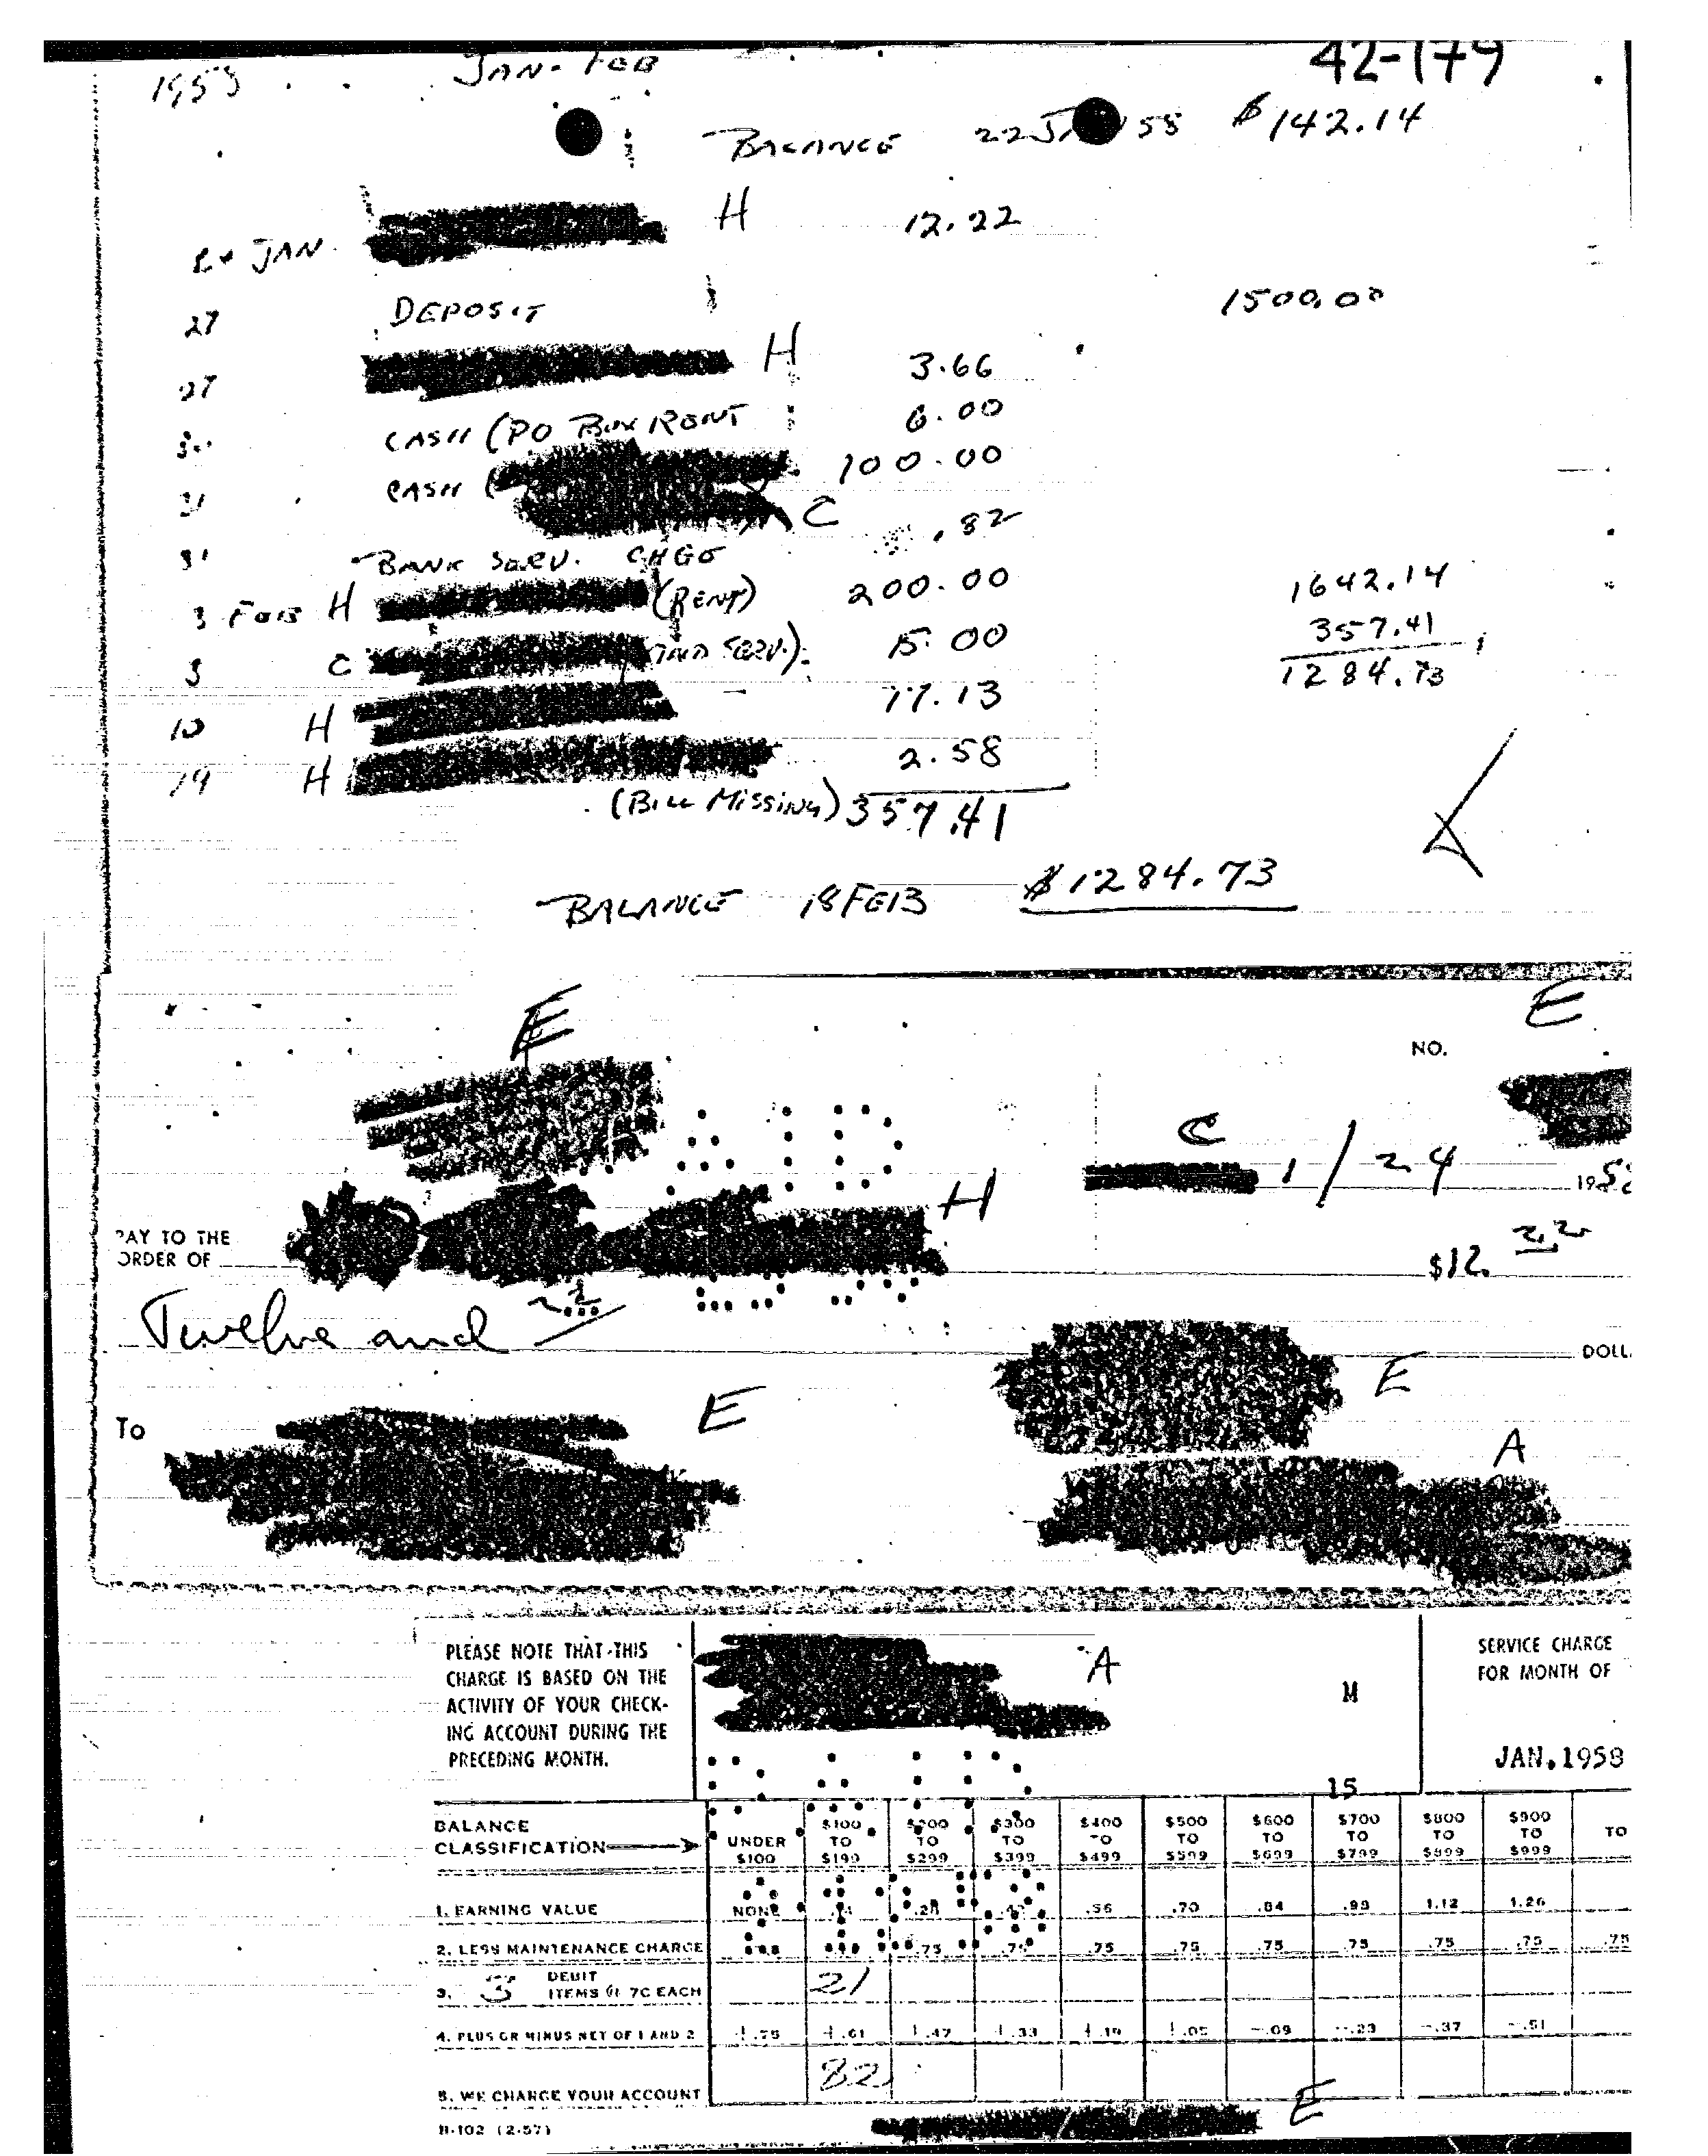 42-179
1958 JAN-FEB
BALANCE 22 JAN 58 $142.14
24 JAN H 12.22
27 DEPOSIT 1500.00
27 H 3.66
30 CASH (PO BOX RENT 6.00
31 CASH ( 100.00
C
31 BANK SERV. CHGE .82
3 FEB H (RENT) 200.00 1642.14
3 C SERV.) 15.00 357.41
1284.73
10 H 17.13
19 H 2.58
(BILL MISSING) 357.41
BALANCE 18 FEB $1284.73
E E
NO.
C
1/24 195
H
PAY TO THE
ORDER OF $12.22
Twelve and 22
DOLL
E
To E
A
PLEASE NOTE THAT THIS
CHARGE IS BASED ON THE
ACTIVITY OF YOUR CHECK-
ING ACCOUNT DURING THE
PRECEDING MONTH.
A
M
15
SERVICE CHARGE
FOR MONTH OF
JAN.1958
BALANCE
CLASSIFICATION
UNDER $100 $100 TO $199 $200 TO $299 $300 TO $399 $400 TO $499 $500 TO $599 $600 TO $699 $700 TO $799 $800 TO $899 $900 TO $999 TO
1. EARNING VALUE NONE .28 .56 .70 .84 .98 1.12 1.26
2. LESS MAINTENANCE CHARGE .75 .75 .75 .75 .75 .75 .75 .75 .75
3. 3 DEBIT ITEMS @ 7C EACH 21
4. PLUS OR MINUS NET OF 1 AND 2 +.75 +.61 +.47 +.33 +.19 +.05 -.09 -.23 -.37 -.51
5. WE CHARGE YOUR ACCOUNT 82
E
B-102 (2-57)